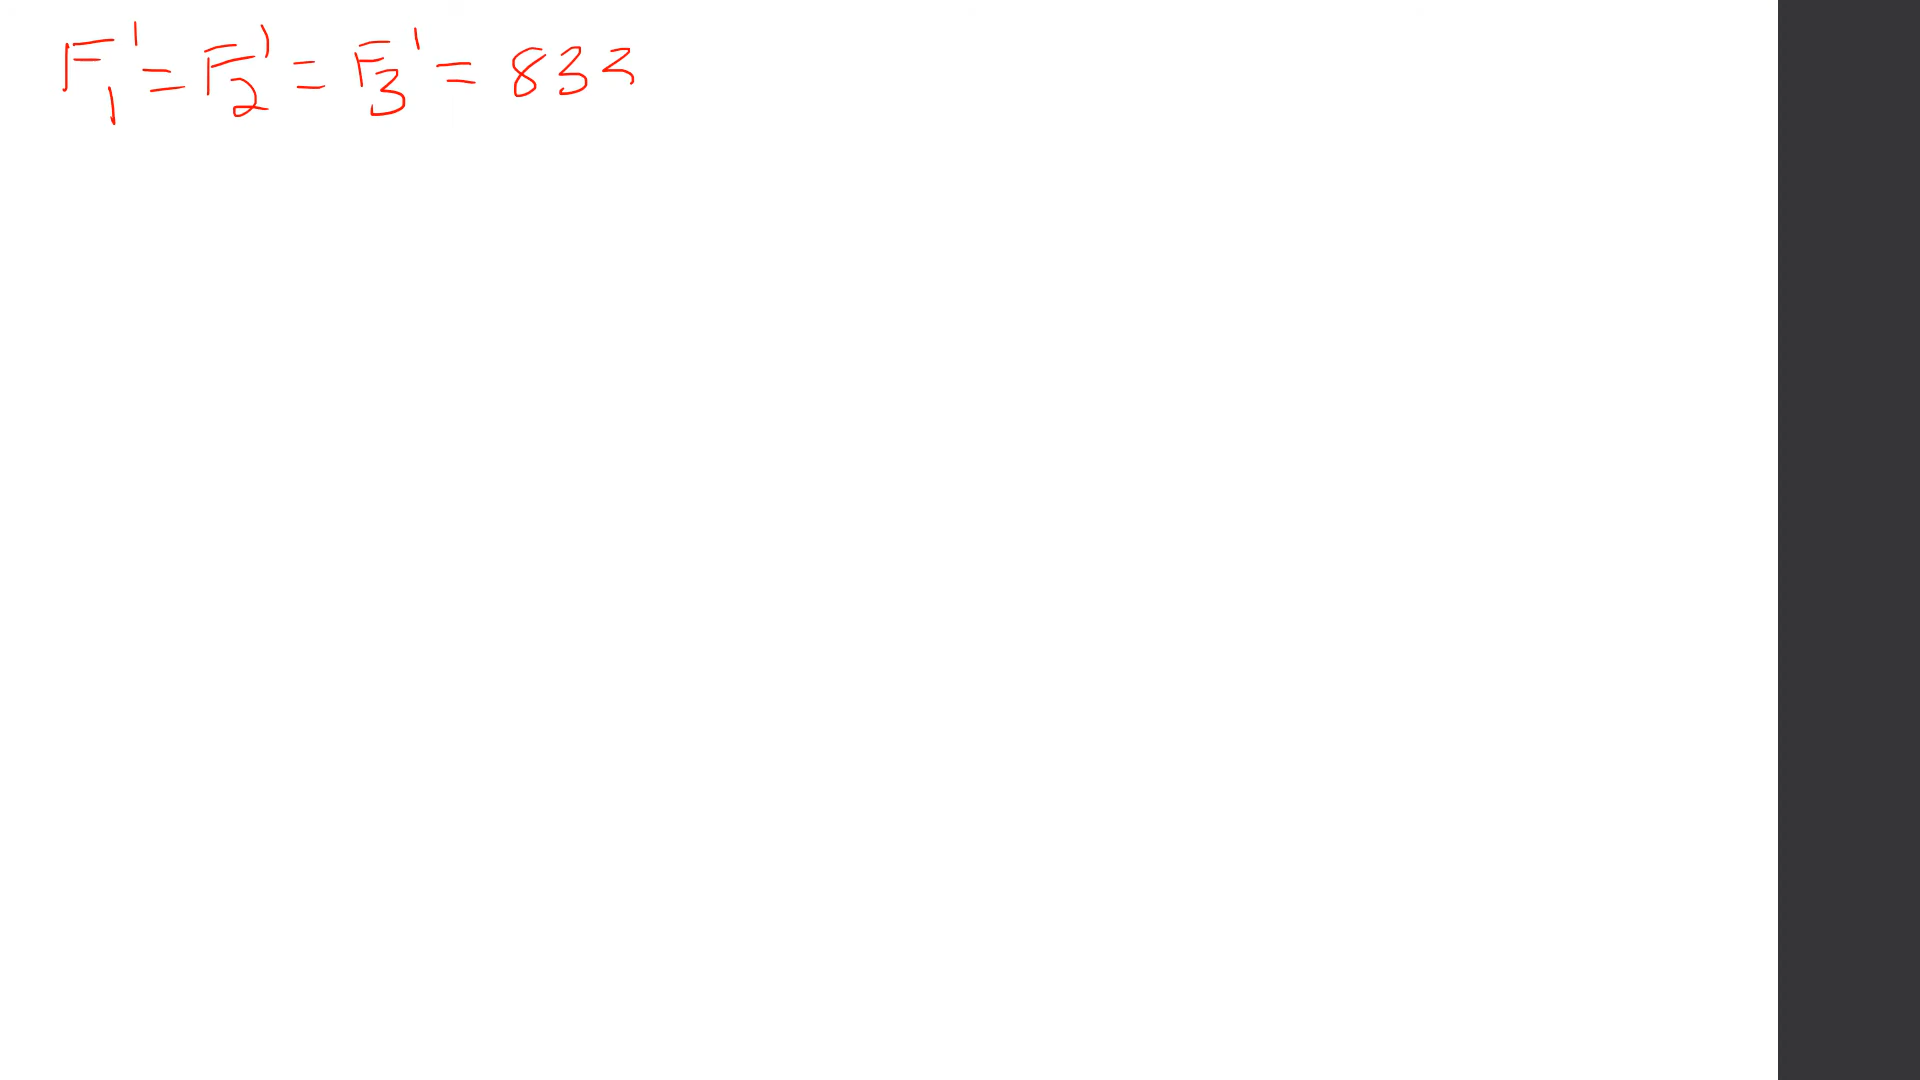 F₁' = F₂' = F₃' = 833